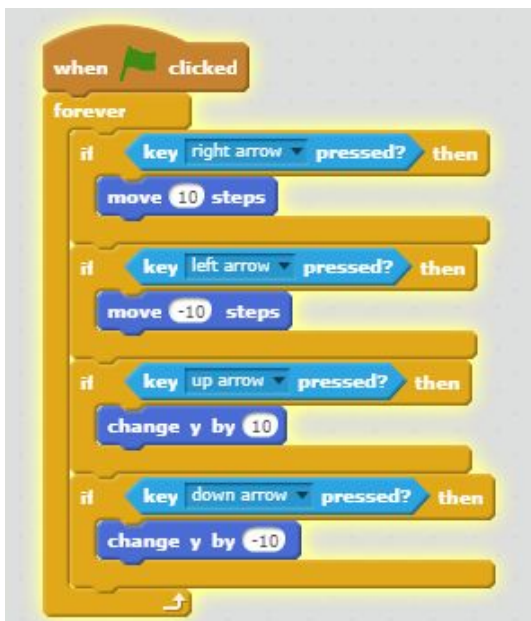 when clicked
forever
if key right arrow pressed? then
move 10 steps
if key left arrow pressed? then
move -10 steps
if key up arrow pressed? then
change y by 10
if key down arrow pressed? then
change y by -10